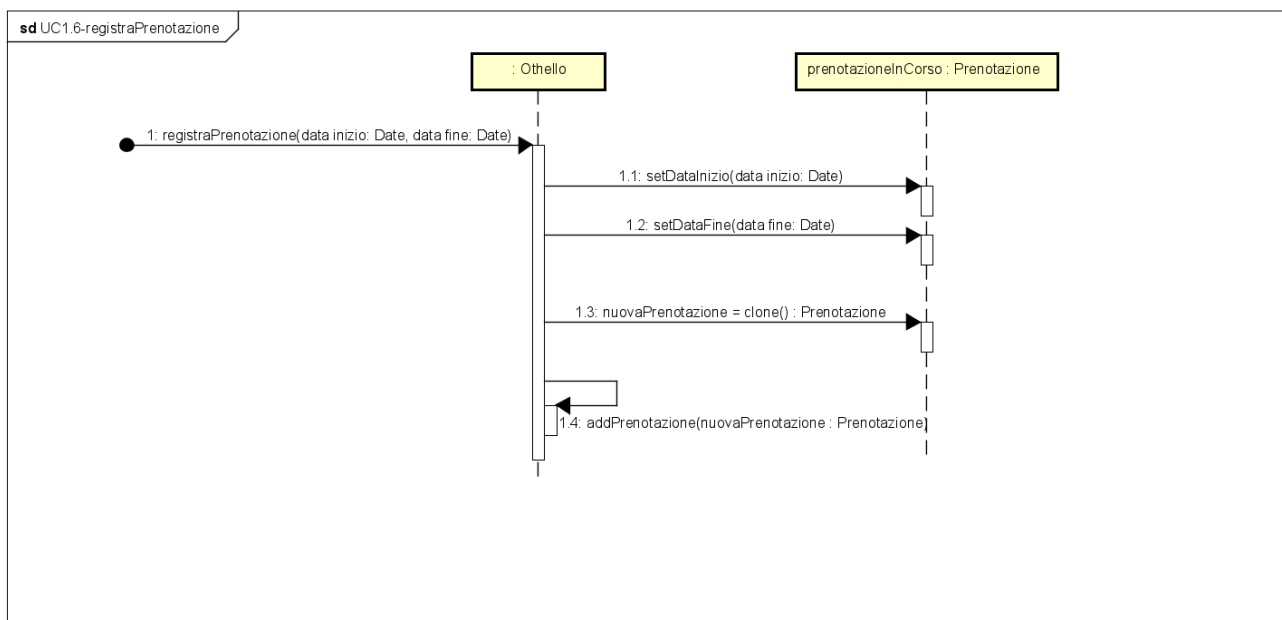 sd UC1.6-registraPrenotazione
: Othello
prenotazioneInCorso : Prenotazione
1: registraPrenotazione(data inizio: Date, data fine: Date)
1.1: setDataInizio(data inizio: Date)
1.2: setDataFine(data fine: Date)
1.3: nuovaPrenotazione = clone() : Prenotazione
1.4: addPrenotazione(nuovaPrenotazione : Prenotazione)